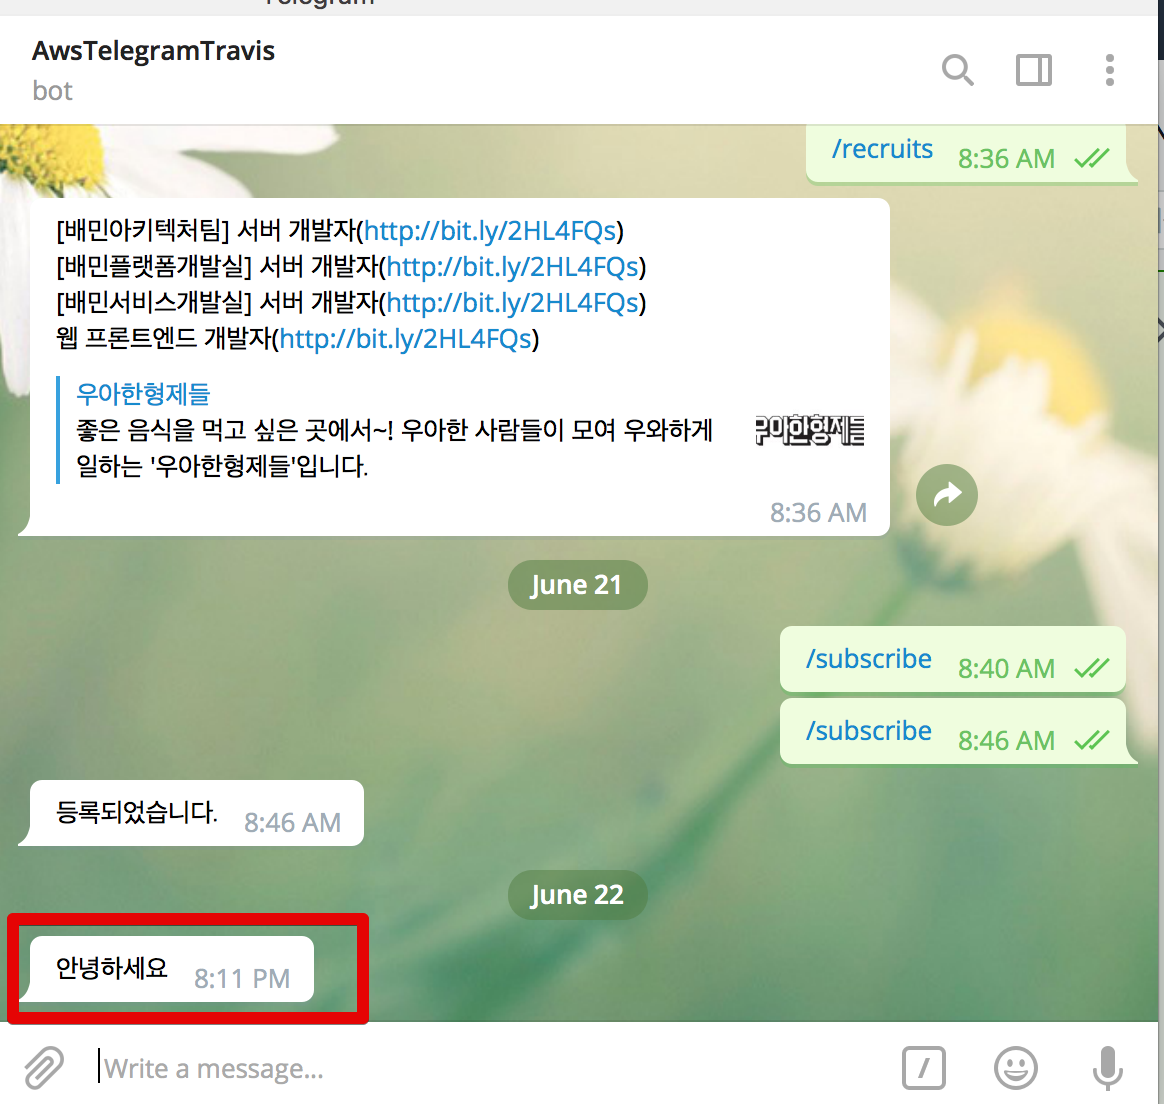 Telegram
AwsTelegramTravis
bot
/recruits 8:36 AM
[배민아키텍처팀] 서버 개발자(http://bit.ly/2HL4FQs)
[배민플랫폼개발실] 서버 개발자(http://bit.ly/2HL4FQs)
[배민서비스개발실] 서버 개발자(http://bit.ly/2HL4FQs)
웹 프론트엔드 개발자(http://bit.ly/2HL4FQs)
우아한형제들
좋은 음식을 먹고 싶은 곳에서~! 우아한 사람들이 모여 우와하게
일하는 '우아한형제들'입니다.
우아한형제들
8:36 AM
June 21
/subscribe 8:40 AM
/subscribe 8:46 AM
등록되었습니다. 8:46 AM
June 22
안녕하세요 8:11 PM
Write a message...